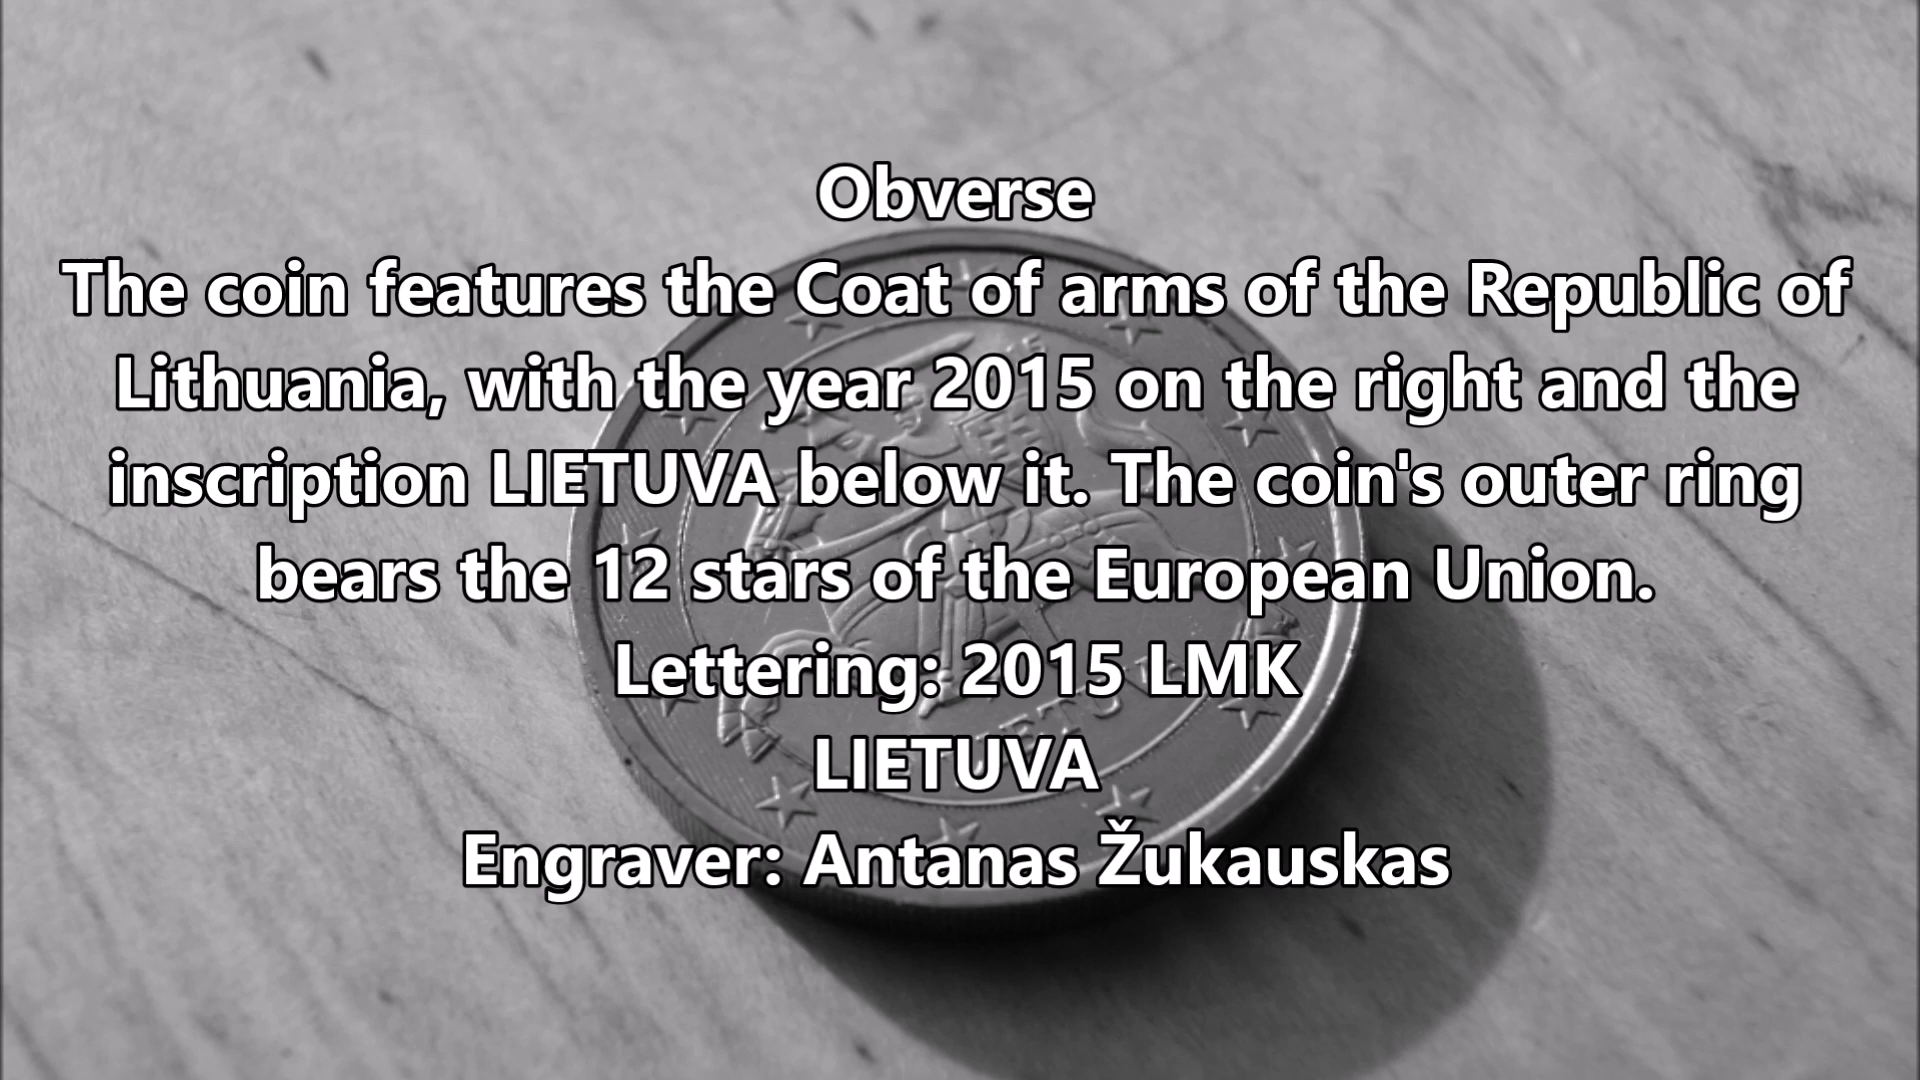 Obverse
The coin features the Coat of arms of the Republic of
Lithuania, with the year 2015 on the right and the
inscription LIETUVA below it. The coin's outer ring
bears the 12 stars of the European Union.
Lettering: 2015 LMK
LIETUVA
Engraver: Antanas Žukauskas